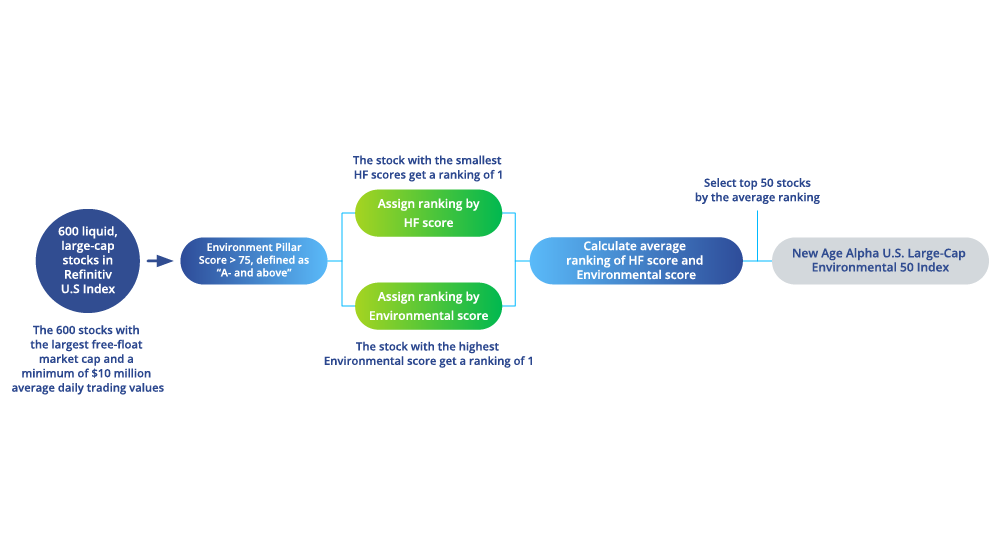 600 liquid,
large-cap
stocks in
Refinitiv
U.S Index
The 600 stocks with
the largest free-float
market cap and a
minimum of $10 million
average daily trading values
Environment Pillar
Score > 75, defined as
“A- and above”
The stock with the smallest
HF scores get a ranking of 1
Assign ranking by
HF score
Assign ranking by
Environmental score
The stock with the highest
Environmental score get a ranking of 1
Calculate average
ranking of HF score and
Environmental score
Select top 50 stocks
by the average ranking
New Age Alpha U.S. Large-Cap
Environmental 50 Index